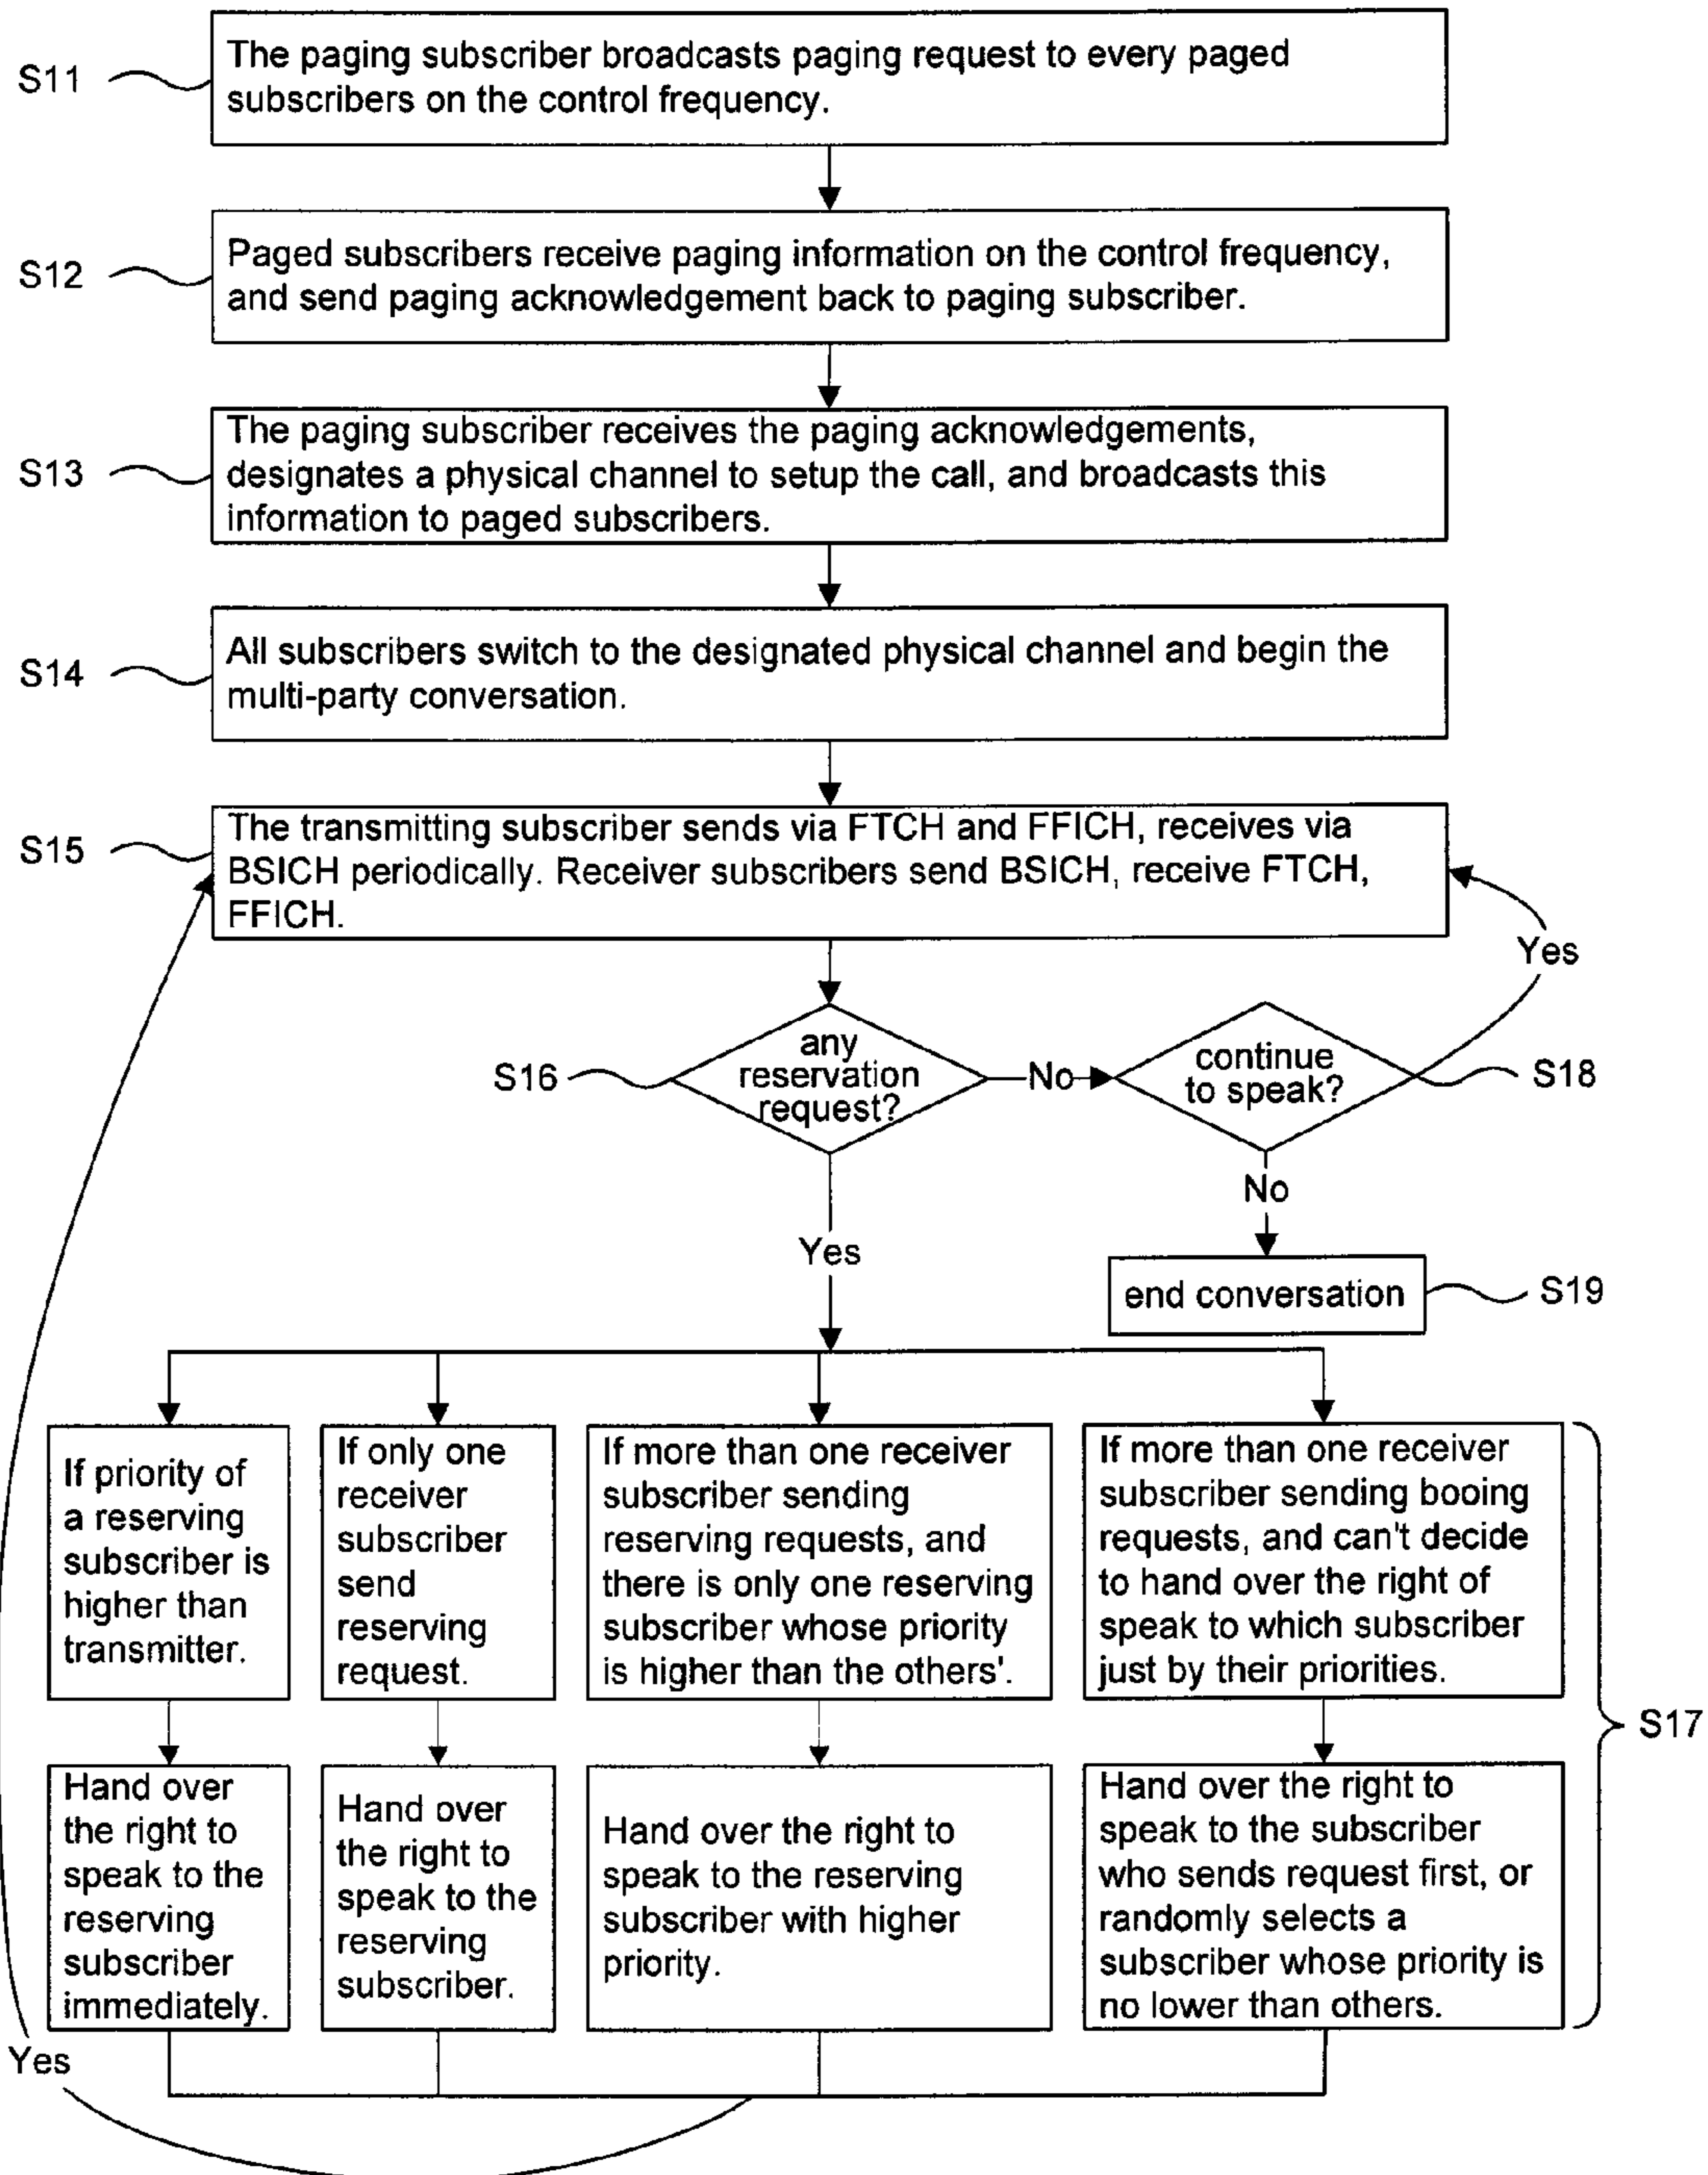 S11
The paging subscriber broadcasts paging request to every paged
subscribers on the control frequency.
S12
Paged subscribers receive paging information on the control frequency,
and send paging acknowledgement back to paging subscriber.
S13
The paging subscriber receives the paging acknowledgements,
designates a physical channel to setup the call, and broadcasts this
information to paged subscribers.
S14
All subscribers switch to the designated physical channel and begin the
multi-party conversation.
S15
The transmitting subscriber sends via FTCH and FFICH, receives via
BSICH periodically. Receiver subscribers send BSICH, receive FTCH,
FFICH.
Yes
S16
any
reservation
request?
No
continue
to speak?
S18
No
Yes
end conversation
S19
If priority of
a reserving
subscriber is
higher than
transmitter.
If only one
receiver
subscriber
send
reserving
request.
If more than one receiver
subscriber sending
reserving requests, and
there is only one reserving
subscriber whose priority
is higher than the others'.
If more than one receiver
subscriber sending booing
requests, and can't decide
to hand over the right of
speak to which subscriber
just by their priorities.
S17
Hand over
the right to
speak to the
reserving
subscriber
immediately.
Hand over
the right to
speak to the
reserving
subscriber.
Hand over the right to
speak to the reserving
subscriber with higher
priority.
Hand over the right to
speak to the subscriber
who sends request first, or
randomly selects a
subscriber whose priority is
no lower than others.
Yes